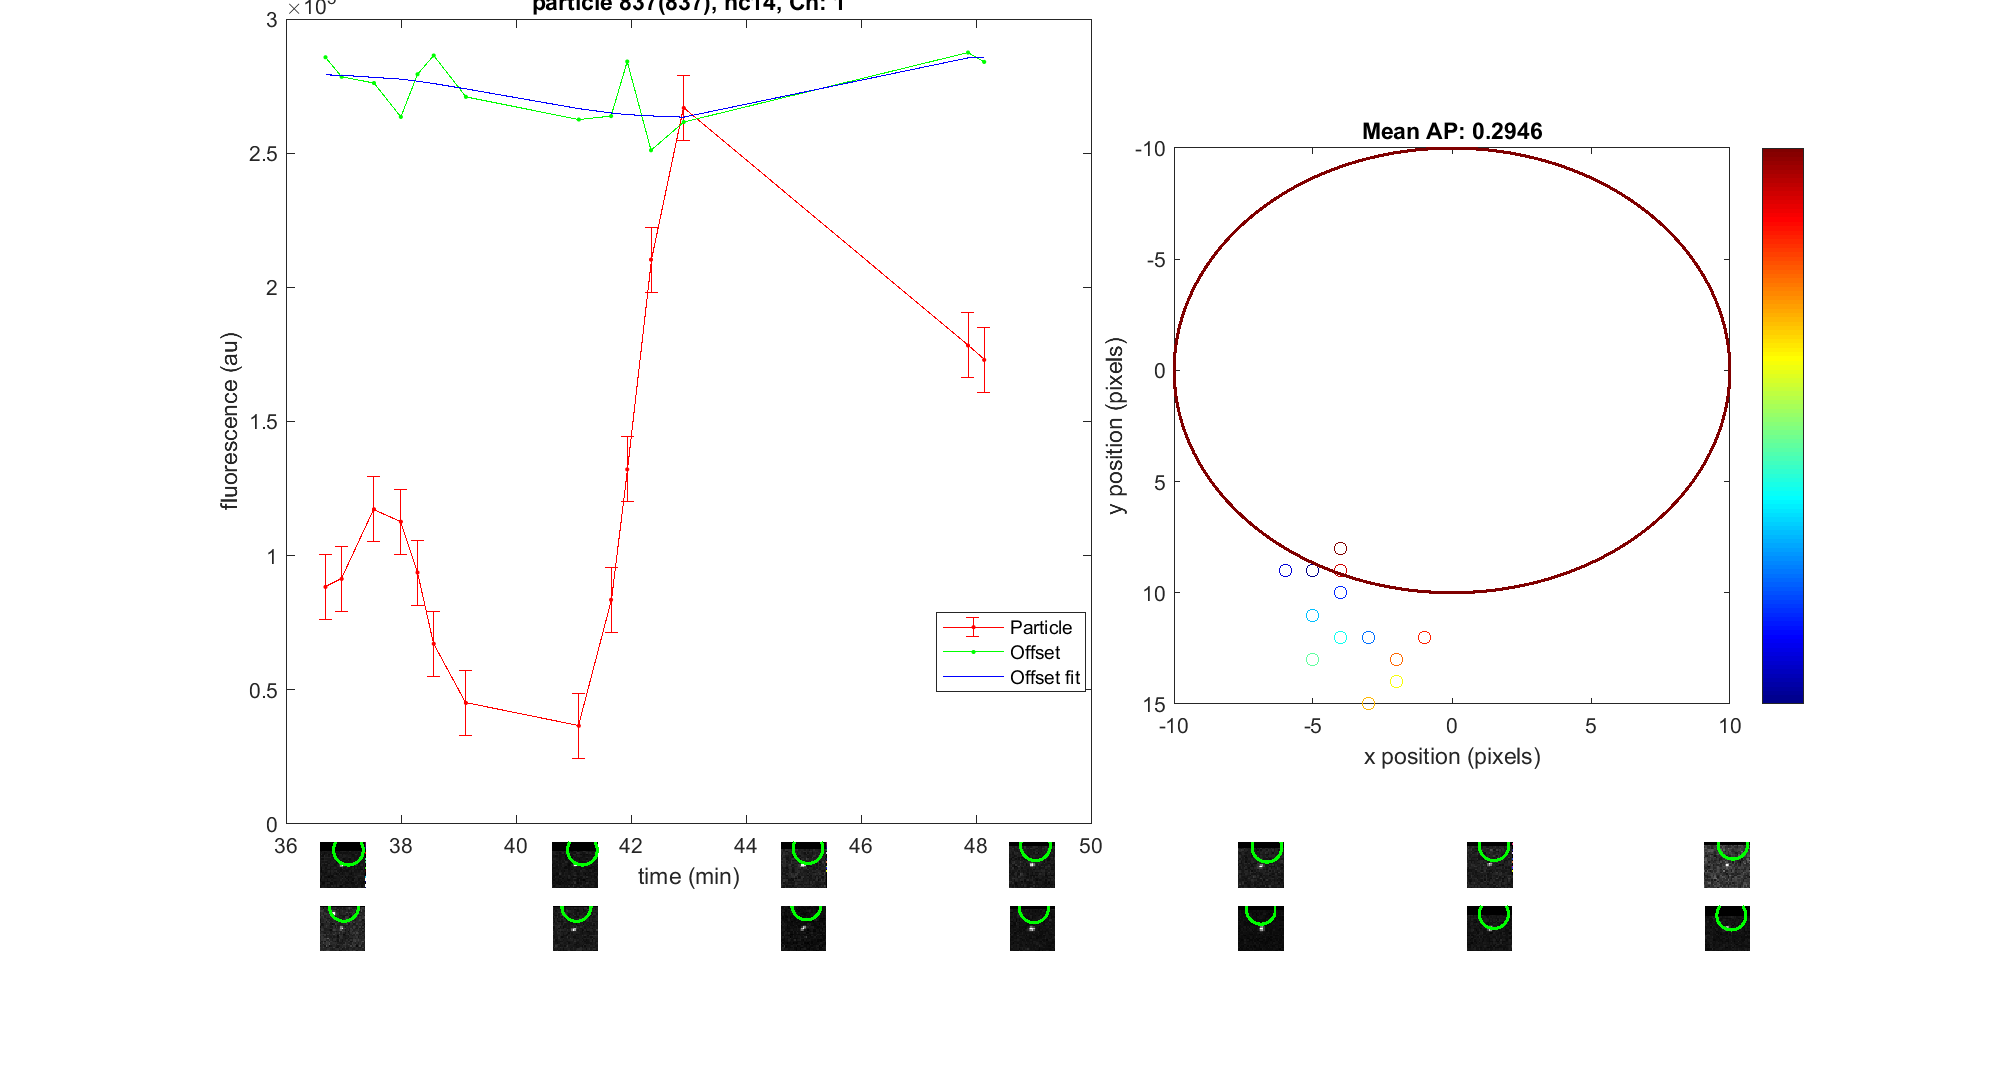 particle 837(837), nc14, Ch: 1
3
2.5
2
1.5
1
0.5
0
fluorescence (au)
36 38 40 42 44 46 48 50
time (min)
Particle
Offset
Offset fit
Mean AP: 0.2946
-10
-5
0
5
10
15
y position (pixels)
-10 -5 0 5 10
x position (pixels)